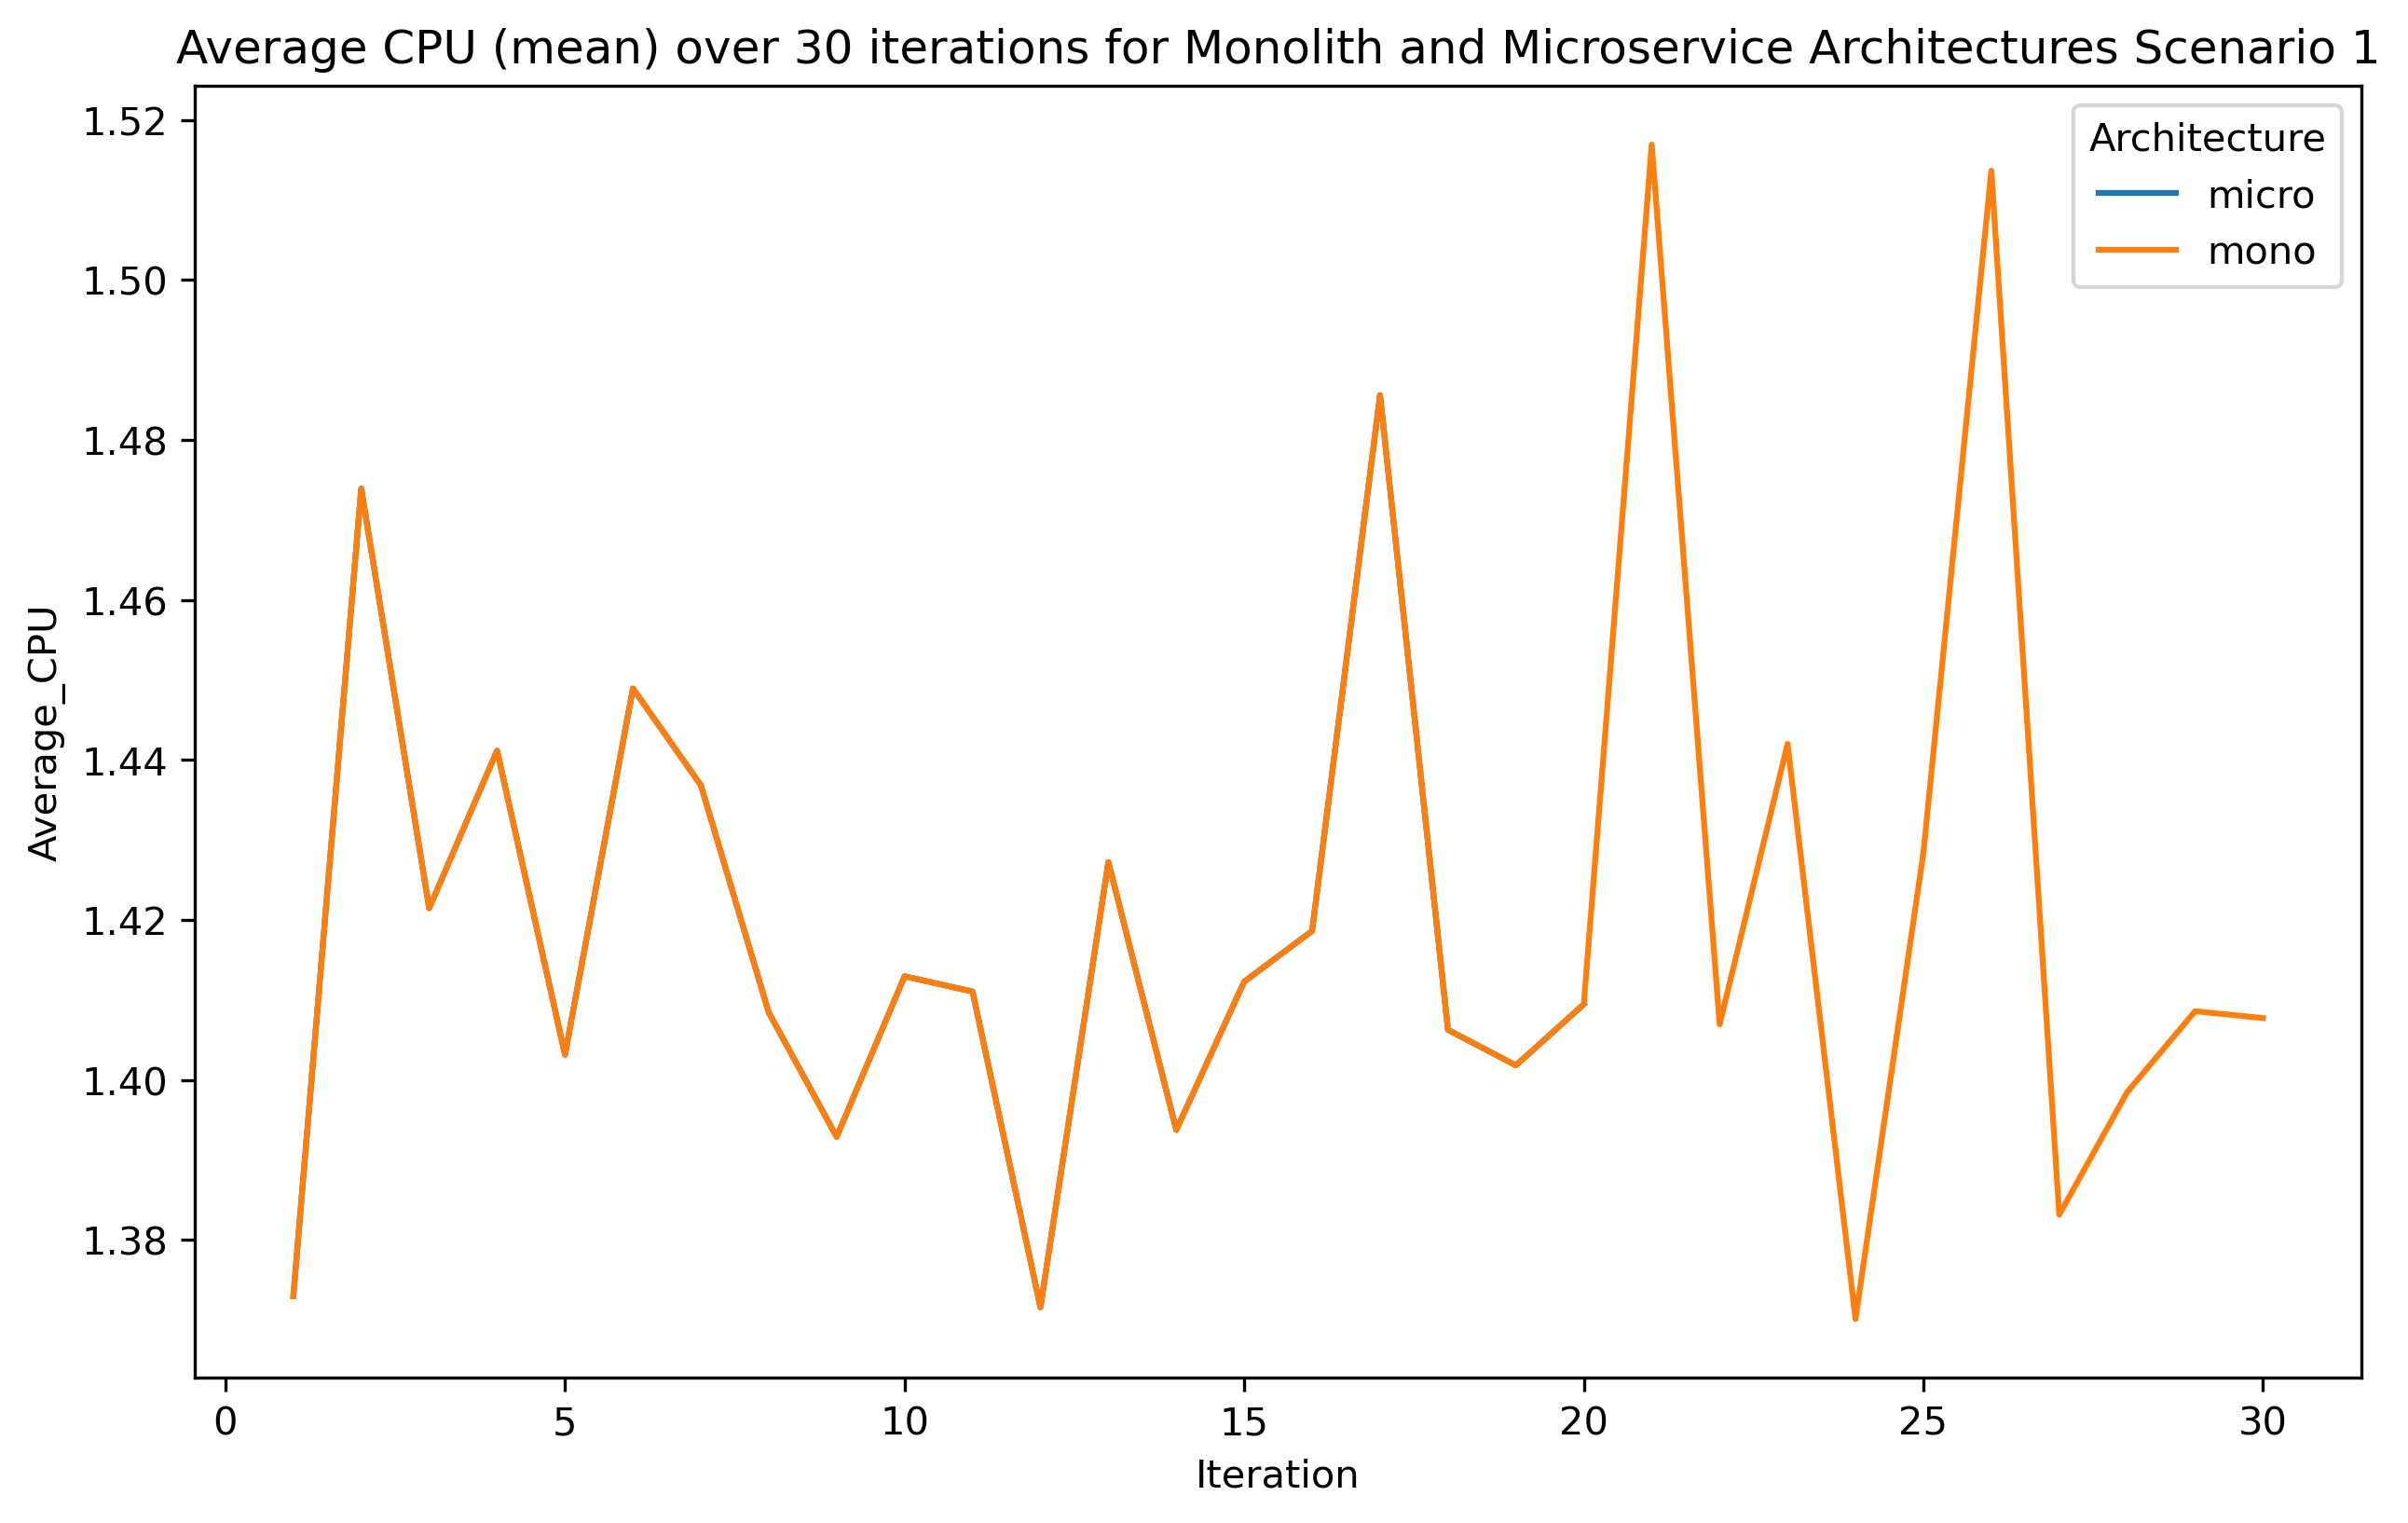 Average CPU (mean) over 30 iterations for Monolith and Microservice Architectures Scenario 1
Architecture
micro
mono
1.52
1.50
1.48
1.46
1.44
1.42
1.40
1.38
Average_CPU
0 5 10 15 20 25 30
Iteration